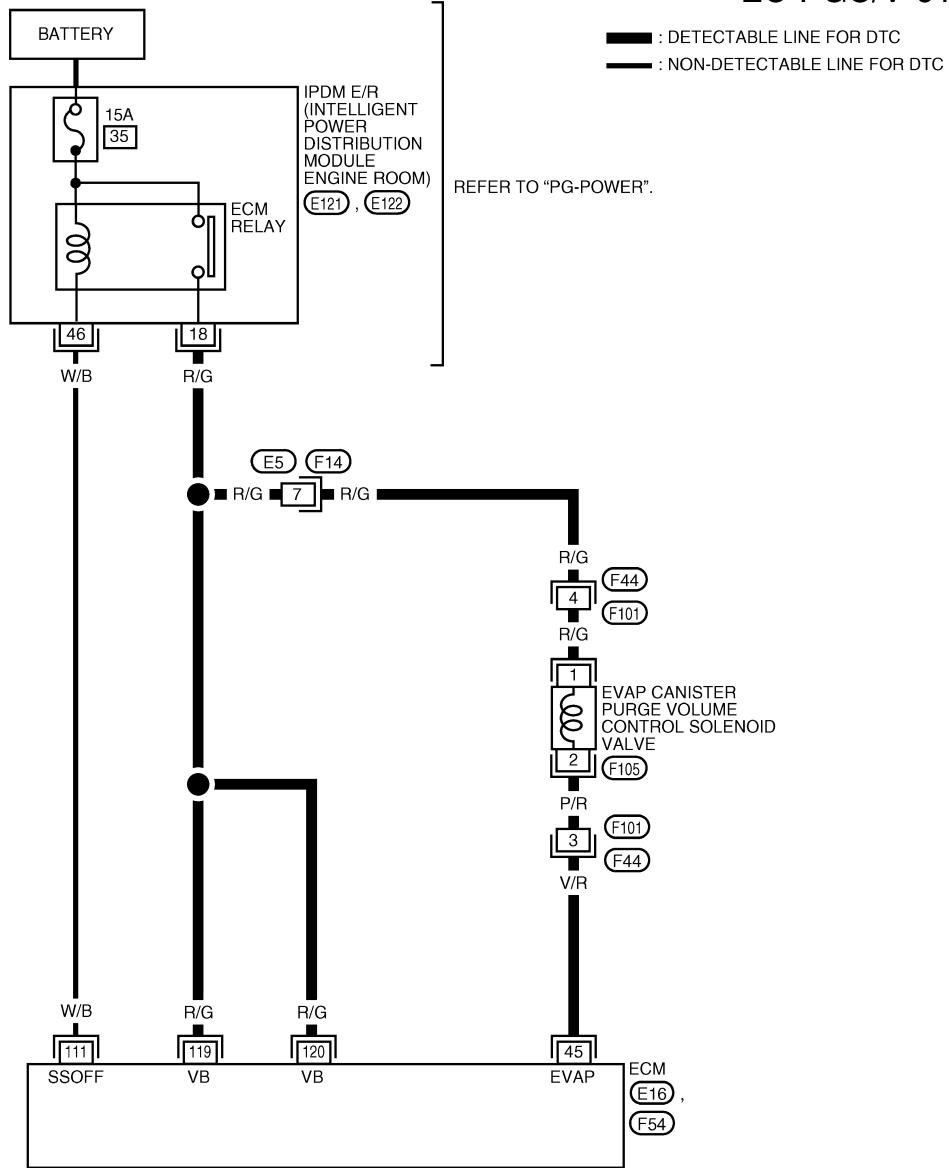 BATTERY
: DETECTABLE LINE FOR DTC
: NON-DETECTABLE LINE FOR DTC
15A
35
IPDM E/R
(INTELLIGENT
POWER
DISTRIBUTION
MODULE
ENGINE ROOM)
E121 , E122
REFER TO “PG-POWER”.
ECM
RELAY
46
18
W/B
R/G
E5
F14
R/G
7
R/G
R/G
4
F44
F101
R/G
1
EVAP CANISTER
PURGE VOLUME
CONTROL SOLENOID
VALVE
2
F105
P/R
3
F101
F44
V/R
W/B
R/G
R/G
111
119
120
45
SSOFF
VB
VB
EVAP
ECM
E16 ,
F54